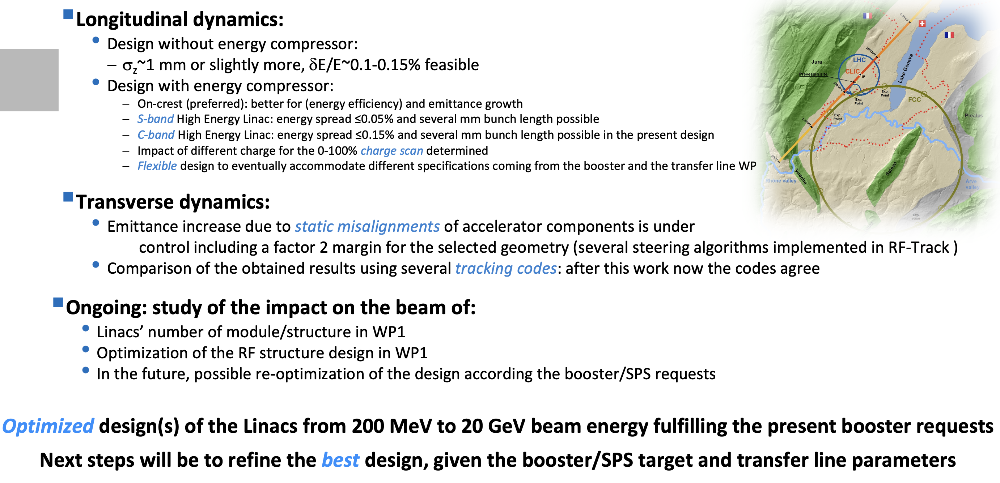 Longitudinal dynamics:
Design without energy compressor:
– σz~1 mm or slightly more, δE/E~0.1-0.15% feasible
Design with energy compressor:
– On-crest (preferred): better for (energy efficiency) and emittance growth
– S-band High Energy Linac: energy spread ≤0.05% and several mm bunch length possible
– C-band High Energy Linac: energy spread ≤0.15% and several mm bunch length possible in the present design
– Impact of different charge for the 0-100% charge scan determined
– Flexible design to eventually accommodate different specifications coming from the booster and the transfer line WP
Transverse dynamics:
Emittance increase due to static misalignments of accelerator components is under
control including a factor 2 margin for the selected geometry (several steering algorithms implemented in RF-Track )
Comparison of the obtained results using several tracking codes: after this work now the codes agree
Ongoing: study of the impact on the beam of:
Linacs’ number of module/structure in WP1
Optimization of the RF structure design in WP1
In the future, possible re-optimization of the design according the booster/SPS requests
Optimized design(s) of the Linacs from 200 MeV to 20 GeV beam energy fulfilling the present booster requests
Next steps will be to refine the best design, given the booster/SPS target and transfer line parameters
1.5TeV
380GeV
LHC
Jura
CLIC
Prevessin site
IP
380GeV
Lake Geneva
Exp.
Point
Exp.
Point
FCC
Exp.
Point
Prealps
1.5TeV
3TeV
Saleve
Vuache
Rhône valley
Arve
valley
Exp.
Point